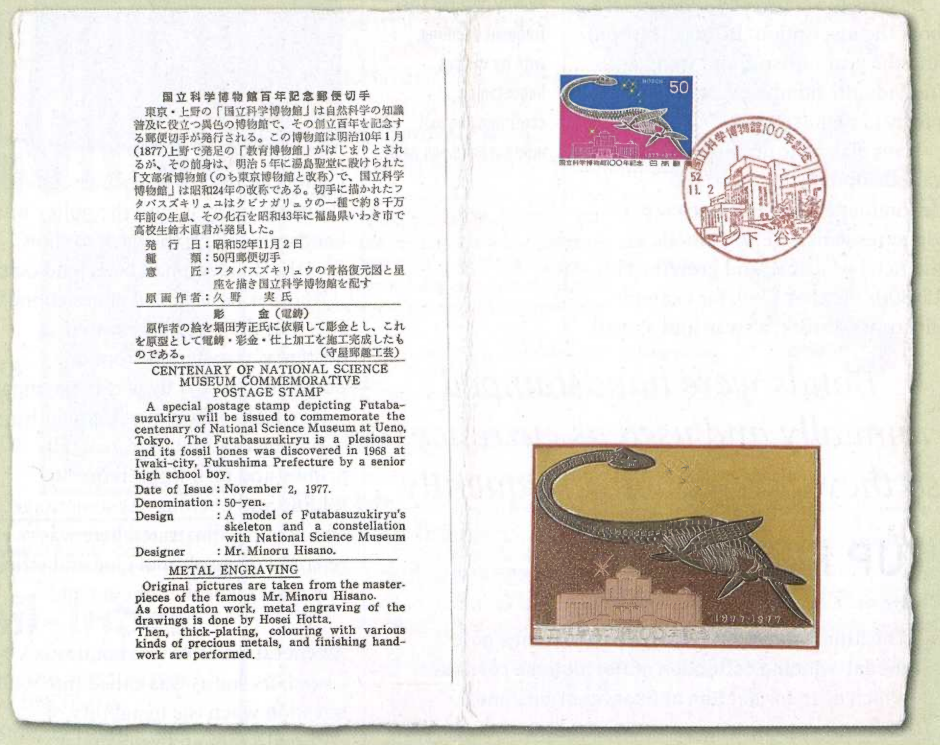 国立科学博物館百年記念郵便切手
東京・上野の「国立科学博物館」は自然科学の知識
普及に役立つ異色の博物館で、その創立百年を記念す
る郵便切手が発行される。この博物館は明治10年1月
(1877)上野で発足の「教育博物館」がはじまりとされ
るが、その前身は、明治5年に湯島聖堂に設けられた
「文部省博物館(のち東京博物館と改称)で、国立科学
博物館」は昭和24年の改称である。切手に描かれたフ
タバスズキリュユはクビナガリュウの一種で約8千万
年前の生息、その化石を昭和43年に福島県いわき市で
高校生鈴木直君が発見した。
発行日:昭和52年11月2日
種類:50円郵便切手
意匠:フタバスズキリュウの骨格復元図と星
座を描き国立科学博物館を配す
原画作者:久野 実氏
彫金(電鋳)
原作者の絵を堀田芳正氏に依頼して彫金とし、これ
を原型として電鋳・彩金・仕上加工を施工完成したも
のである。 (守屋郵趣工芸)
CENTENARY OF NATIONAL SCIENCE
MUSEUM COMMEMORATIVE
POSTAGE STAMP
A special postage stamp depicting Futaba-
suzukiryu will be issued to commemorate the
centenary of National Science Museum at Ueno,
Tokyo. The Futabasuzukiryu is a plesiosaur
and its fossil bones was discovered in 1968 at
Iwaki-city, Fukushima Prefecture by a senior
high school boy.
Date of Issue : November 2, 1977.
Denomination : 50-yen.
Design : A model of Futabasuzukiryu's
skeleton and a constellation
with National Science Museum
Designer : Mr. Minoru Hisano.
METAL ENGRAVING
Original pictures are taken from the master-
pieces of the famous Mr. Minoru Hisano.
As foundation work, metal engraving of the
drawings is done by Hosei Hotta.
Then, thick-plating, colouring with various
kinds of precious metals, and finishing hand-
work are performed.
NIPPON 50
1877-1977
国立科学博物館100年記念 日本郵便
国立科学博物館100年記念
52.
11. 2
下谷
1877-1977